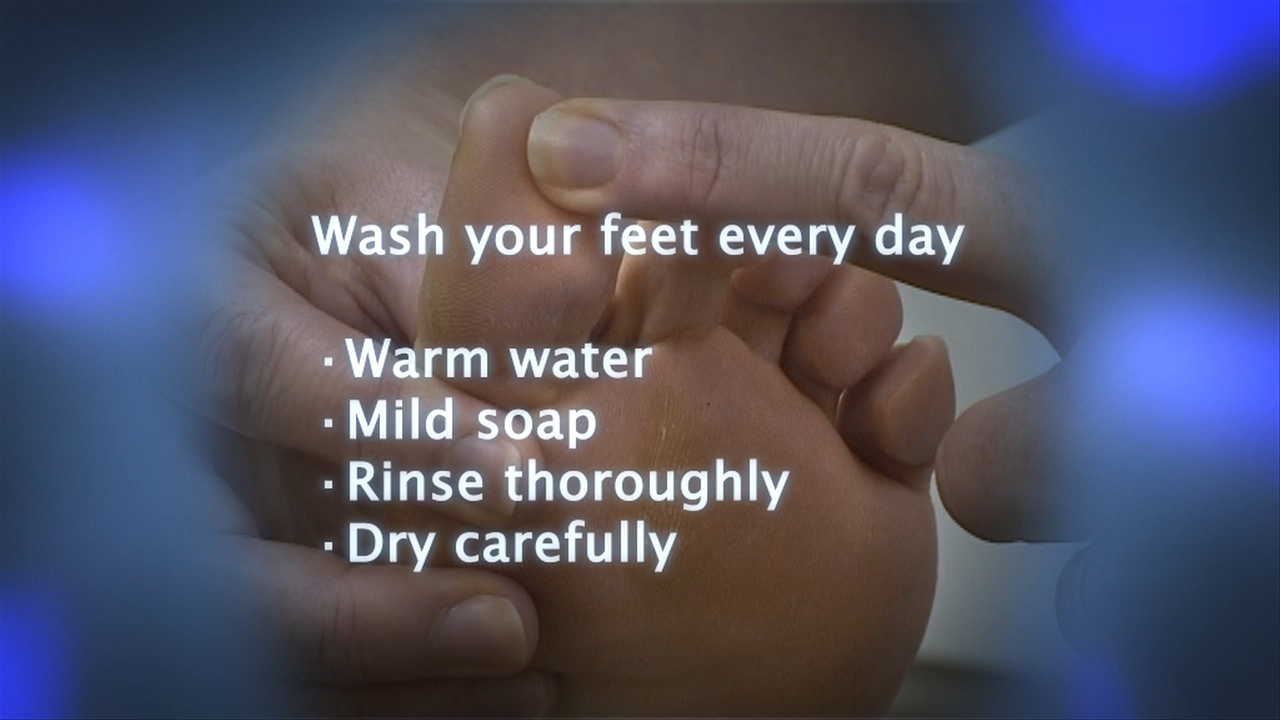 Wash your feet every day
· Warm water
· Mild soap
· Rinse thoroughly
· Dry carefully